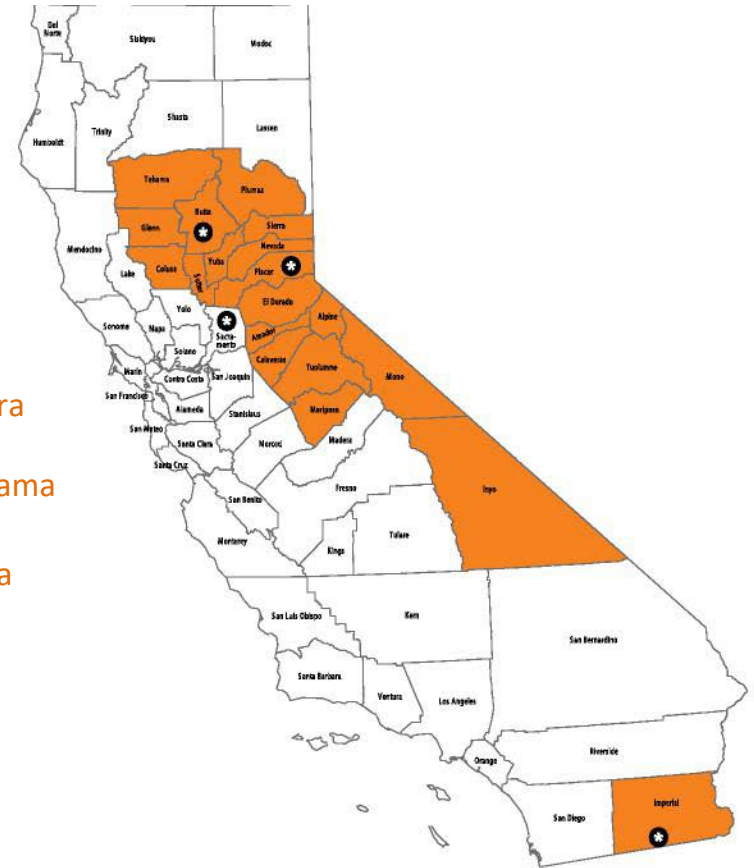 Del
Norte
Siskiyou
Modoc
Humboldt
Trinity
Shasta
Lassen
Tehama
Plumas
Butte
Glenn
Sierra
Mendocino
Nevada
Yuba
Colusa
Sutter
Placer
Lake
El Dorado
Yolo
Alpine
Sonoma
Napa
Sacra-
mento
Amador
Solano
Calaveras
Tuolumne
Marin
Contra Costa
San Joaquin
Mono
San Francisco
ra
Alameda
Stanislaus
Mariposa
San Mateo
Santa Clara
Merced
Madera
Santa Cruz
ama
Fresno
Inyo
San Benito
Tulare
Monterey
Kings
a
San Luis Obispo
Kern
San Bernardino
Santa Barbara
Ventura
Los Angeles
Riverside
Orange
Imperial
San Diego